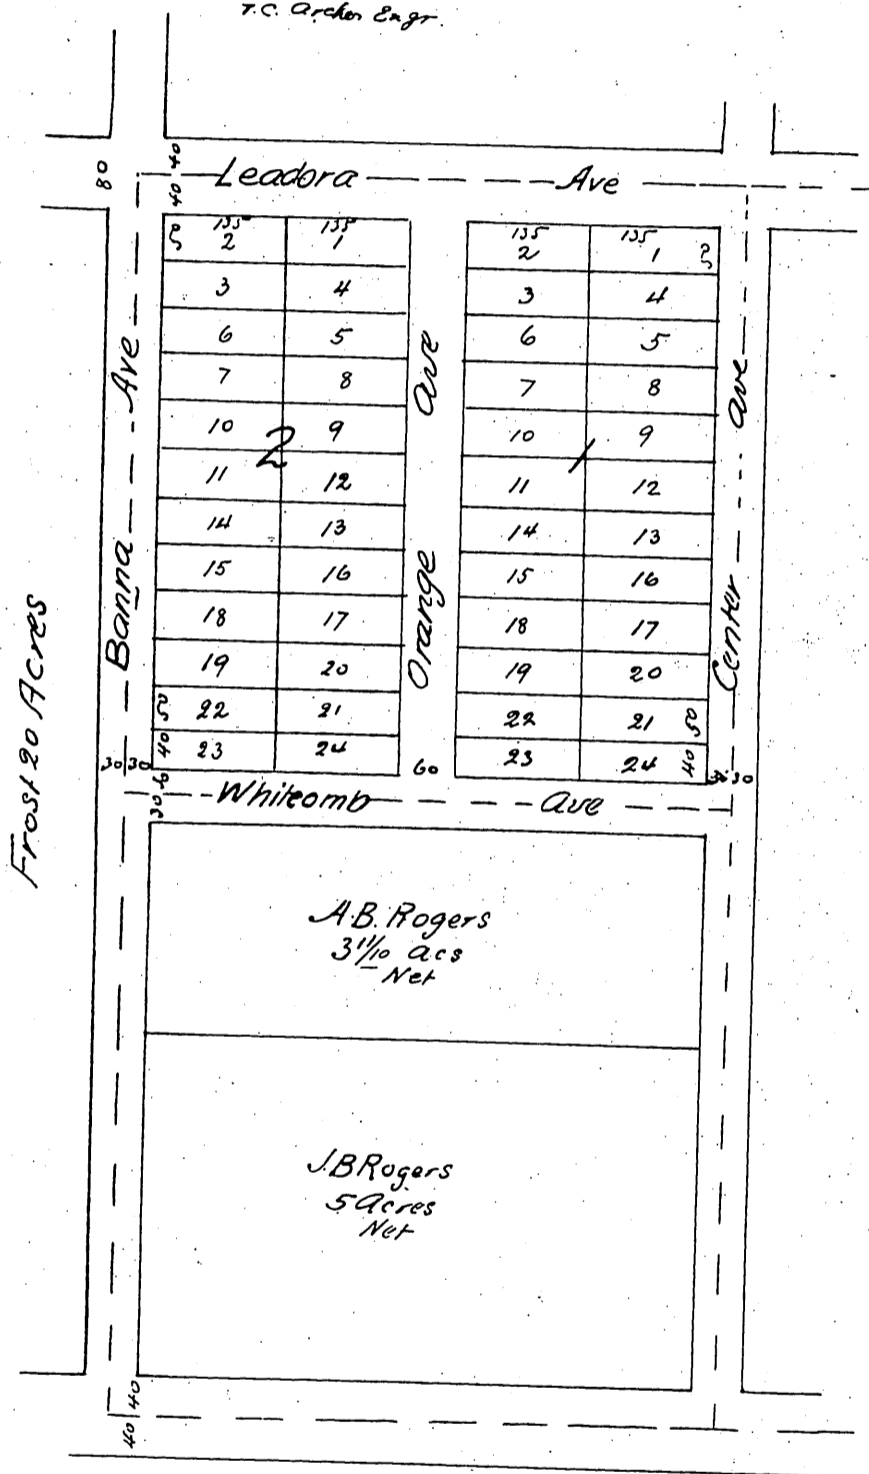 T.C. Archer Engr.
80
40 40
Leadora Ave
50 135 135
2 1
3 4
6 5
7 8
10 9
2
11 12
14 13
15 16
18 17
19 20
50 22 21
40 23 24
135 135
2 1
3 4
6 5
7 8
10 9
1
11 12
14 13
15 16
18 17
19 20
22 21 50
23 24 40
Banna Ave
Orange Ave
Center Ave
Frost 20 Acres
30 30
60
30
30
Whitcomb Ave
A.B. Rogers
3 11/10 acs
Net
J.B Rogers
5 Acres
Net
40 40